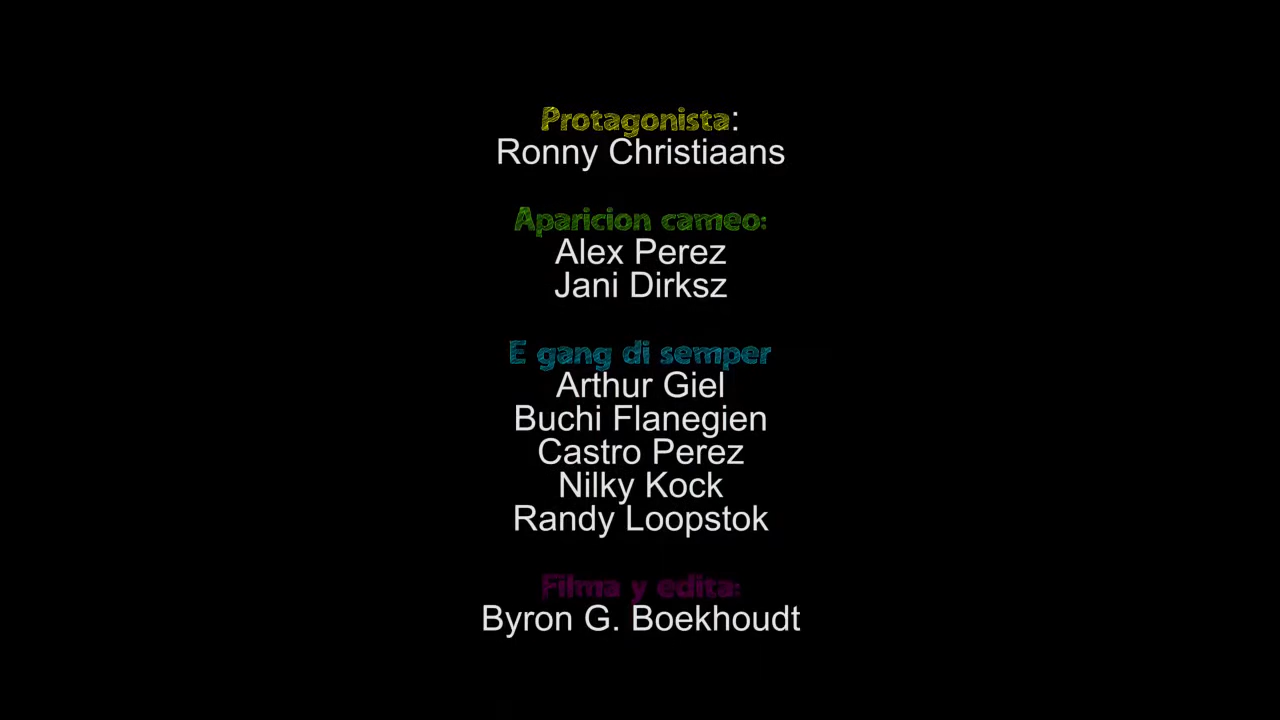 Protagonista:
Ronny Christiaans
Aparicion cameo:
Alex Perez
Jani Dirksz
E gang di semper
Arthur Giel
Buchi Flanegien
Castro Perez
Nilky Kock
Randy Loopstok
Filma y edita:
Byron G. Boekhoudt